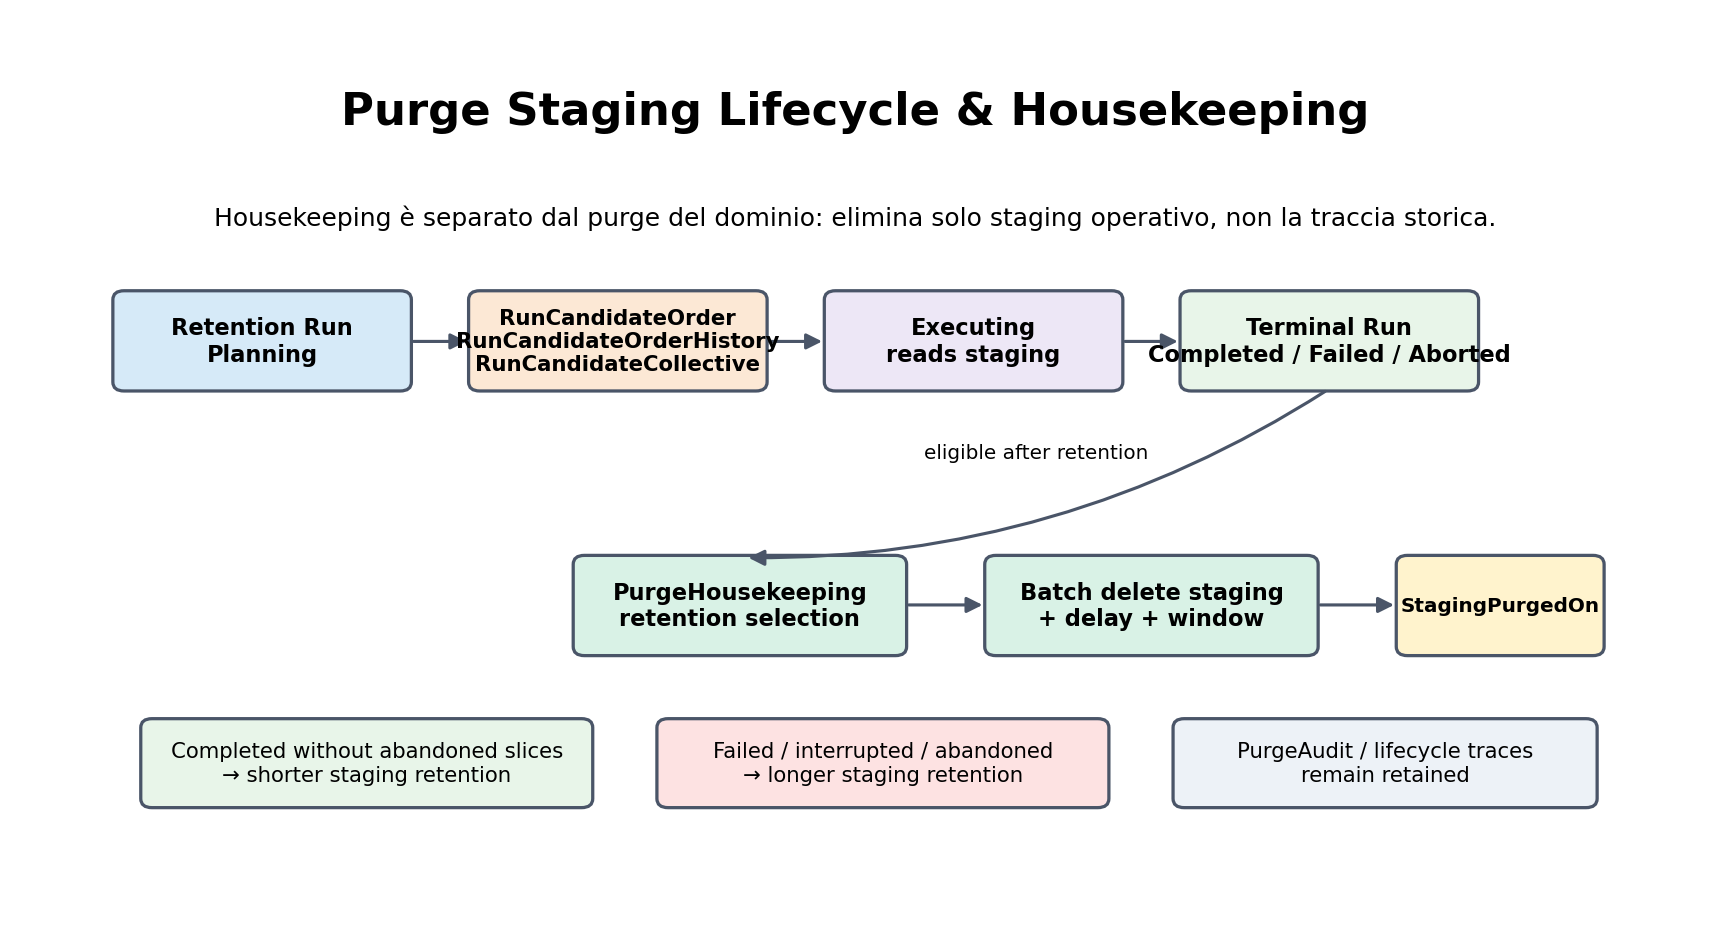 Purge Staging Lifecycle & Housekeeping
Housekeeping è separato dal purge del dominio: elimina solo staging operativo, non la traccia storica.
Retention Run
Planning
RunCandidateOrder
RunCandidateOrderHistory
RunCandidateCollective
Executing
reads staging
Terminal Run
Completed / Failed / Aborted
eligible after retention
PurgeHousekeeping
retention selection
Batch delete staging
+ delay + window
StagingPurgedOn
Completed without abandoned slices
→ shorter staging retention
Failed / interrupted / abandoned
→ longer staging retention
PurgeAudit / lifecycle traces
remain retained